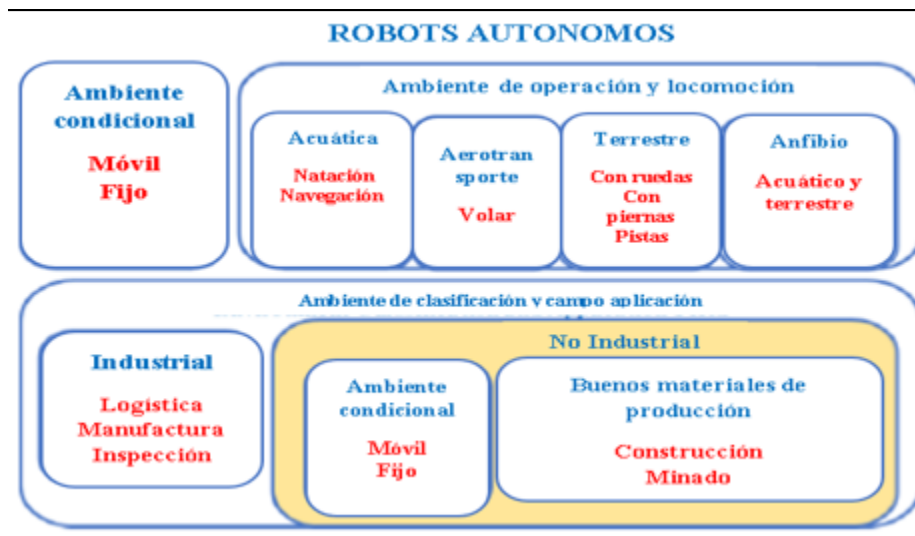 ROBOTS AUTONOMOS
Ambiente
condicional
Móvil
Fijo
Ambiente de operación y locomoción
Acuática
Natación
Navegación
Aerotran
sporte
Volar
Terrestre
Con ruedas
Con
piernas
Pistas
Anfibio
Acuático y
terrestre
Ambiente de clasificación y campo aplicación
Industrial
Logística
Manufactura
Inspección
No Industrial
Ambiente
condicional
Móvil
Fijo
Buenos materiales de
producción
Construcción
Minado